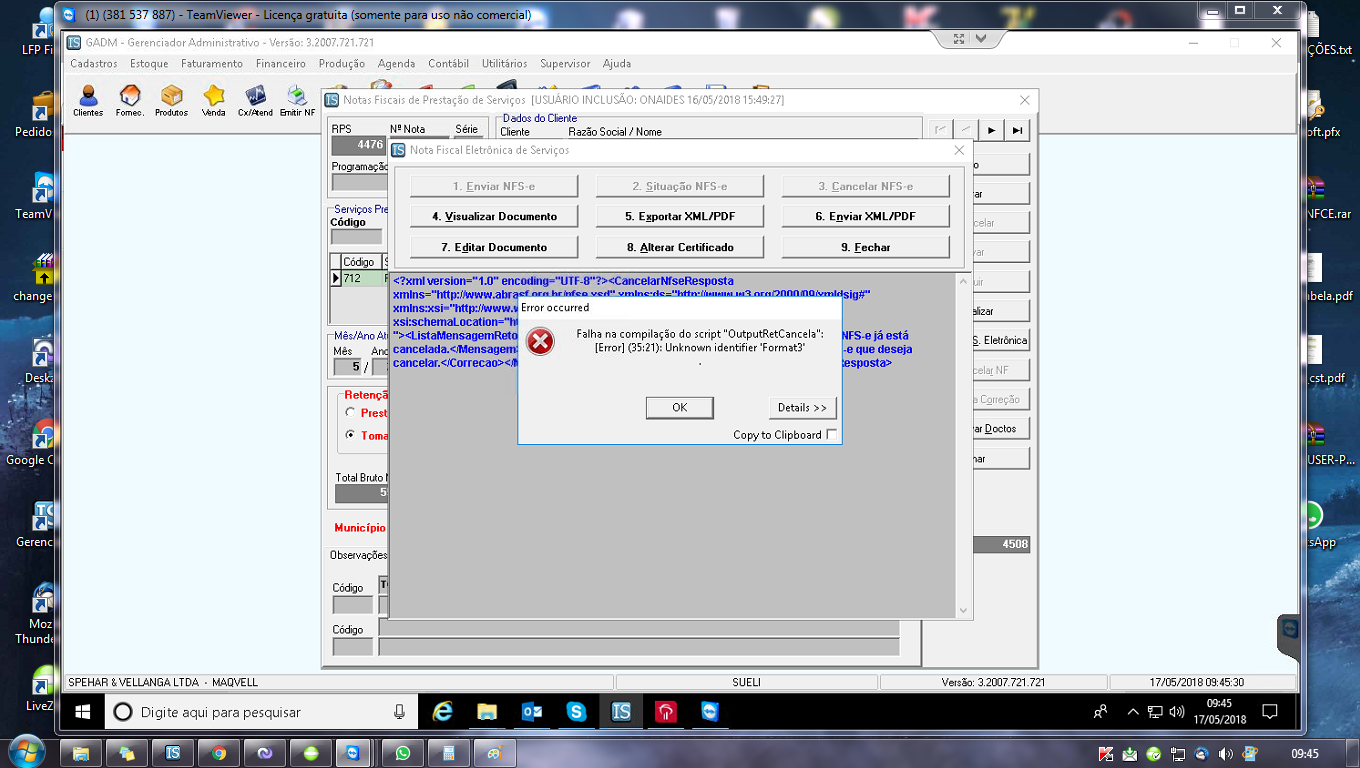 (1) (381 537 887) - TeamViewer - Licença gratuita (somente para uso não comercial)
GADM - Gerenciador Administrativo - Versão: 3.2007.721.721
Cadastros Estoque Faturamento Financeiro Produção Agenda Contábil Utilitários Supervisor Ajuda
Clientes Fornec. Produtos Venda Cx/Atend Emitir NF
Notas Fiscais de Prestação de Serviços [USUÁRIO INCLUSÃO: ONAIDES 16/05/2018 15:49:27]
RPS Nº Nota Série
Dados do Cliente
Cliente Razão Social / Nome
4476
Programação
Nota Fiscal Eletrônica de Serviços
1. Enviar NFS-e 2. Situação NFS-e 3. Cancelar NFS-e
4. Visualizar Documento 5. Exportar XML/PDF 6. Enviar XML/PDF
7. Editar Documento 8. Alterar Certificado 9. Fechar
<?xml version="1.0" encoding="UTF-8"?><CancelarNfseResposta
xmlns="http://www.abrasf.org.br/nfse.xsd" xmlns:ds="http://www.w3.org/2000/09/xmldsig#"
xmlns:xsi="http://www.w
xsi:schemaLocation="ht
"><ListaMensagemReto NFS-e já está
cancelada.</Mensagem> -e que deseja
cancelar.</Correcao></M Resposta>
Error occurred
Falha na compilação do script "OutputRetCancela":
[Error] (35:21): Unknown identifier 'Format3'
.
OK Details >>
Copy to Clipboard
Serviços Pre
Código
Código S
712
Mês/Ano Ati
Mês Ano
5 /
Retenç
Prest
Toma
Total Bruto N
5
Município
Observações
Código
Código
celar
S. Eletrônica
celar NF
a Correção
var Doctos
4508
SPEHAR & VELLANGA LTDA - MAQVELL SUELI Versão: 3.2007.721.721 17/05/2018 09:45:30
Digite aqui para pesquisar
09:45
17/05/2018
LFP Fi
Pedido
TeamV
change
Deska
Google C
Gerenc
Moz
Thunde
LiveZ
ÇÕES.txt
oft.pfx
NFCE.rar
abela.pdf
_cst.pdf
USER-P...
tsApp
09:45